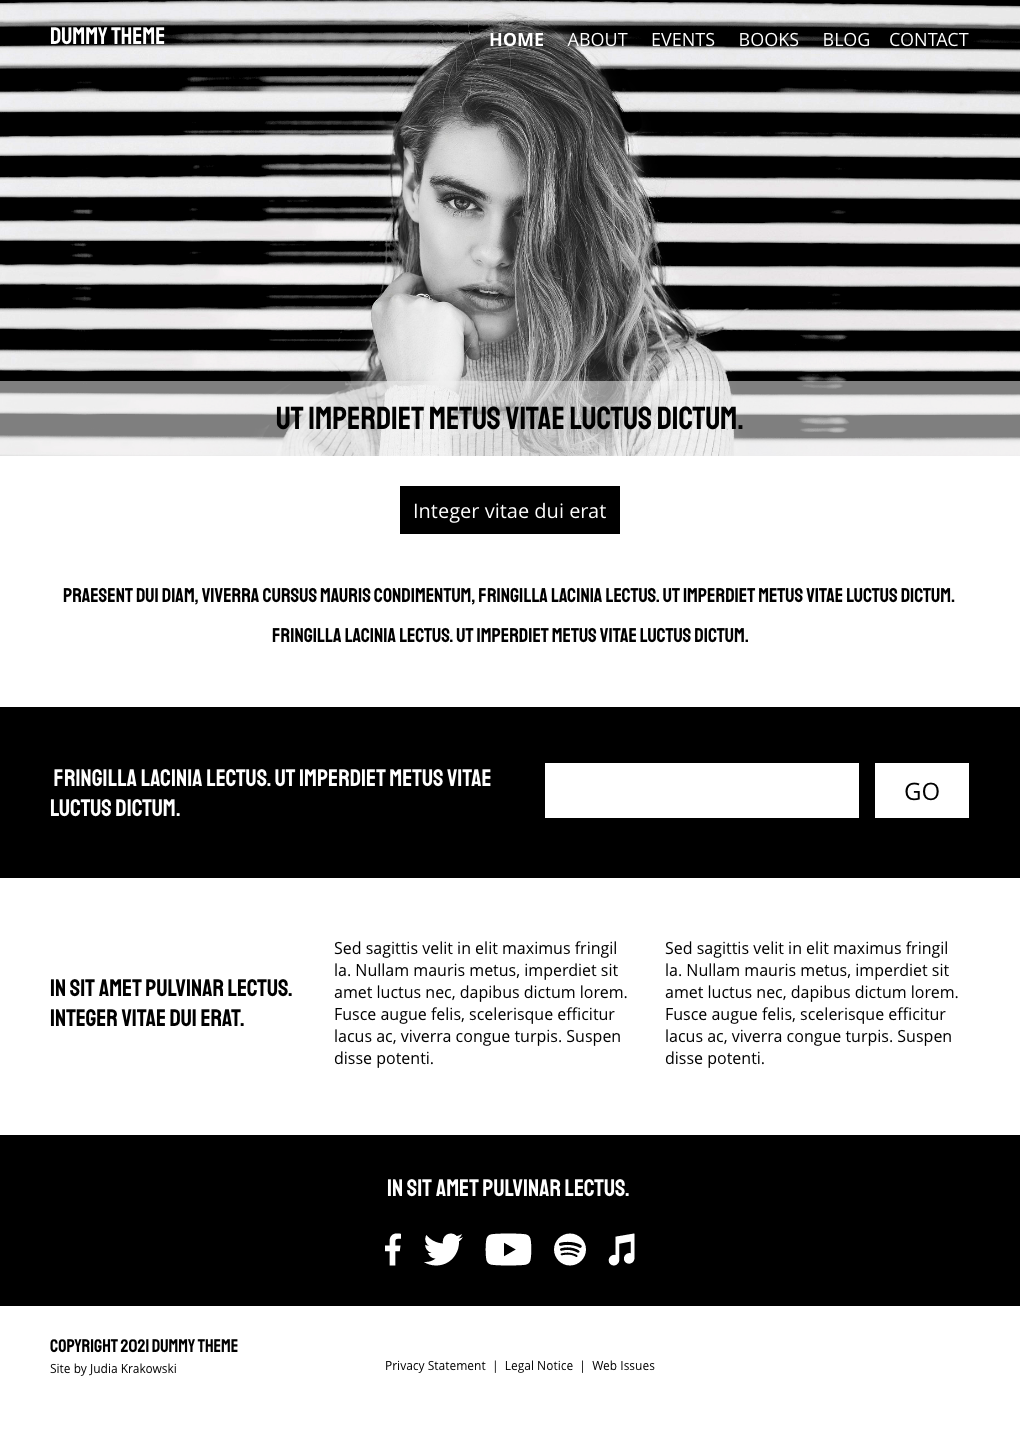 DUMMY THEME
HOME ABOUT EVENTS BOOKS BLOG CONTACT
UT IMPERDIET METUS VITAE LUCTUS DICTUM.
Integer vitae dui erat
PRAESENT DUI DIAM, VIVERRA CURSUS MAURIS CONDIMENTUM, FRINGILLA LACINIA LECTUS. UT IMPERDIET METUS VITAE LUCTUS DICTUM.
FRINGILLA LACINIA LECTUS. UT IMPERDIET METUS VITAE LUCTUS DICTUM.
FRINGILLA LACINIA LECTUS. UT IMPERDIET METUS VITAE
LUCTUS DICTUM.
GO
IN SIT AMET PULVINAR LECTUS.
INTEGER VITAE DUI ERAT.
Sed sagittis velit in elit maximus fringil
la. Nullam mauris metus, imperdiet sit
amet luctus nec, dapibus dictum lorem.
Fusce augue felis, scelerisque efficitur
lacus ac, viverra congue turpis. Suspen
disse potenti.
Sed sagittis velit in elit maximus fringil
la. Nullam mauris metus, imperdiet sit
amet luctus nec, dapibus dictum lorem.
Fusce augue felis, scelerisque efficitur
lacus ac, viverra congue turpis. Suspen
disse potenti.
IN SIT AMET PULVINAR LECTUS.
COPYRIGHT 2021 DUMMY THEME
Site by Judia Krakowski
Privacy Statement | Legal Notice | Web Issues